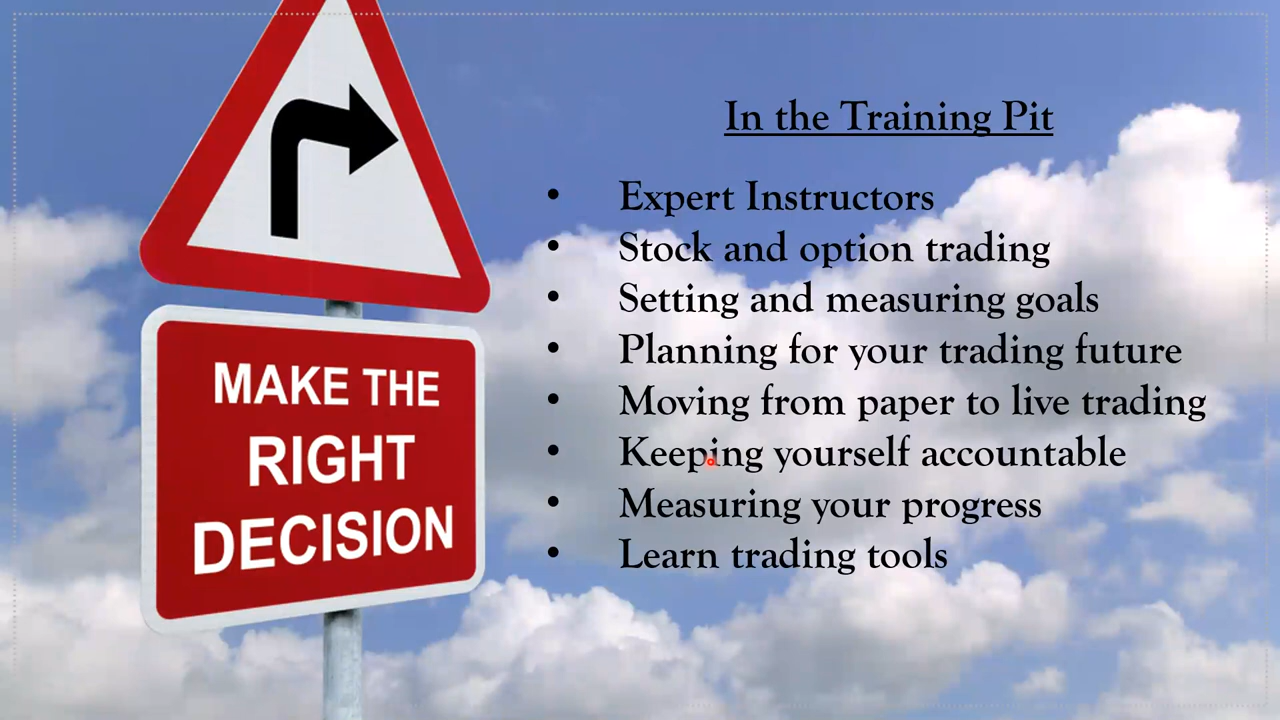 MAKE THE
RIGHT
DECISION
In the Training Pit
• Expert Instructors
• Stock and option trading
• Setting and measuring goals
• Planning for your trading future
• Moving from paper to live trading
• Keeping yourself accountable
• Measuring your progress
• Learn trading tools